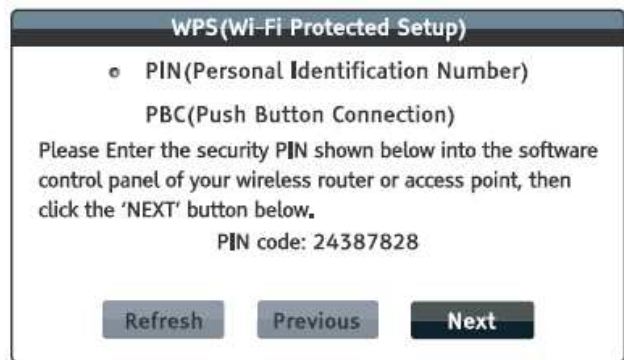 WPS(Wi-Fi Protected Setup)
PIN(Personal Identification Number)
PBC(Push Button Connection)
Please Enter the security PIN shown below into the software
control panel of your wireless router or access point, then
click the ‘NEXT’ button below.
PIN code: 24387828
Refresh Previous Next